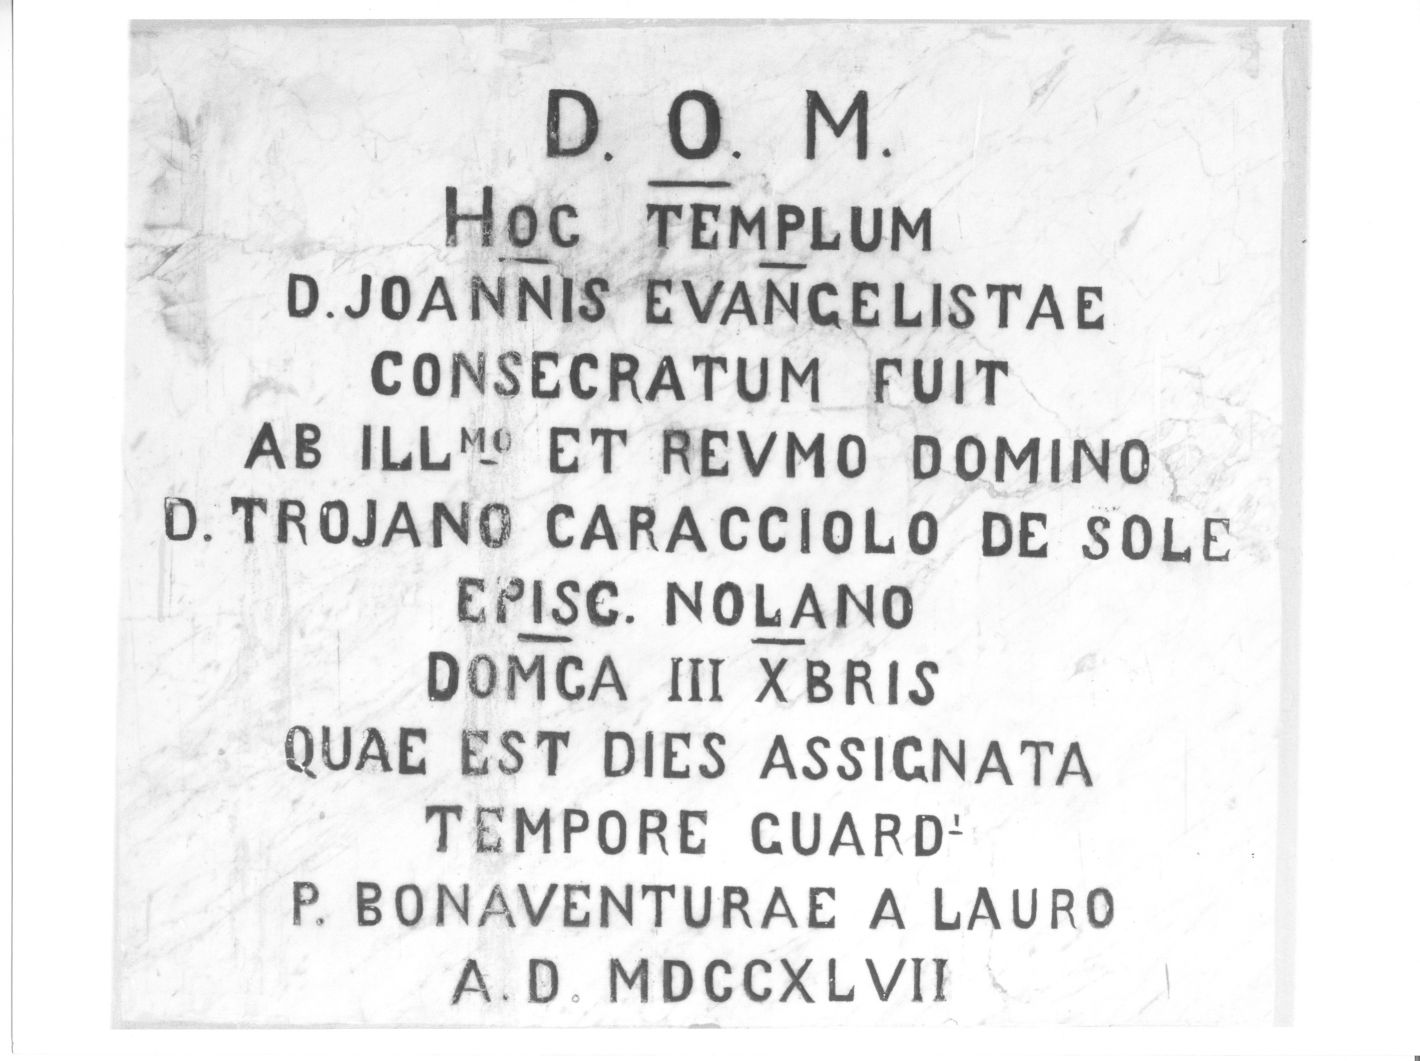 D. O. M.
HOC TEMPLUM
D. JOANNIS EVANGELISTAE
CONSECRATUM FUIT
AB ILLMO ET REVMO DOMINO
D. TROJANO CARACCIOLO DE SOLE
EPISC. NOLANO
DOMCA III XBRIS
QUAE EST DIES ASSIGNATA
TEMPORE GUARDI
P. BONAVENTURAE A LAURO
A. D. MDCCXLVII